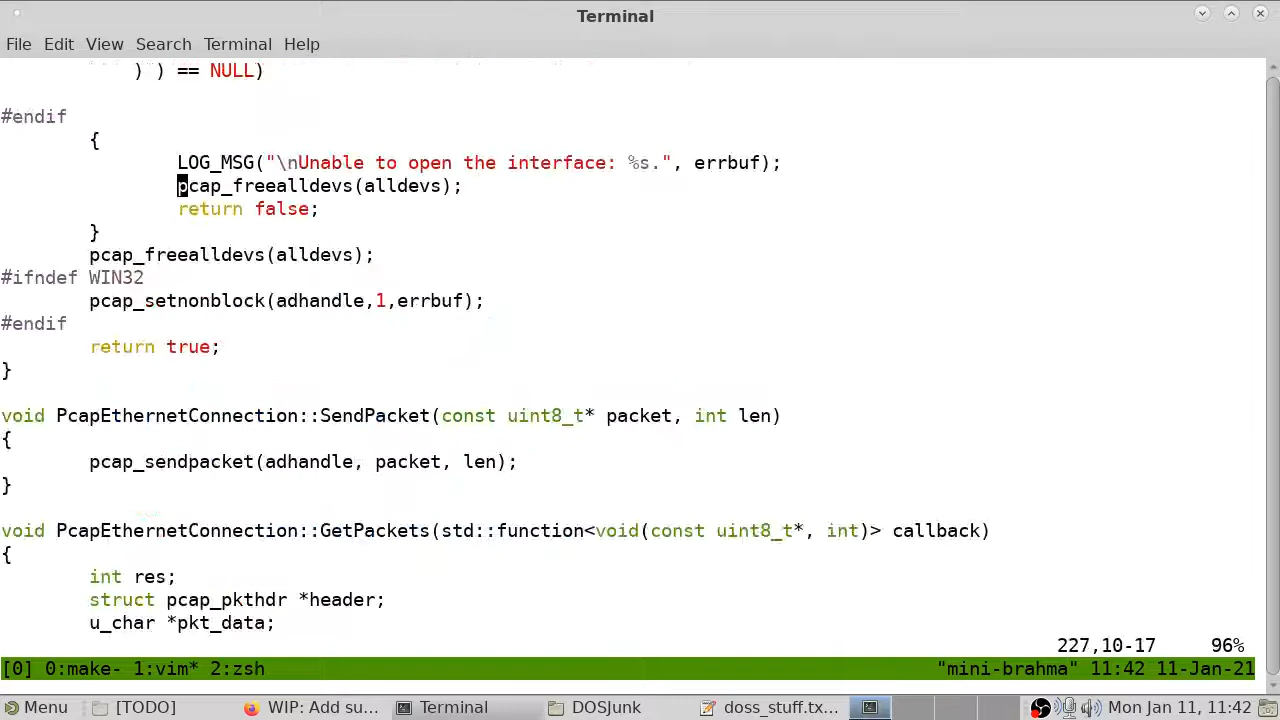 Terminal
File Edit View Search Terminal Help
) ) == NULL)
#endif
{
LOG_MSG("\nUnable to open the interface: %s.", errbuf);
pcap_freealldevs(alldevs);
return false;
}
pcap_freealldevs(alldevs);
#ifndef WIN32
pcap_setnonblock(adhandle,1,errbuf);
#endif
return true;
}
void PcapEthernetConnection::SendPacket(const uint8_t* packet, int len)
{
pcap_sendpacket(adhandle, packet, len);
}
void PcapEthernetConnection::GetPackets(std::function<void(const uint8_t*, int)> callback)
{
int res;
struct pcap_pkthdr *header;
u_char *pkt_data;
227,10-17 96%
[0] 0:make- 1:vim* 2:zsh "mini-brahma" 11:42 11-Jan-21
Menu [TODO] WIP: Add su... Terminal DOSJunk doss_stuff.tx... Mon Jan 11, 11:42